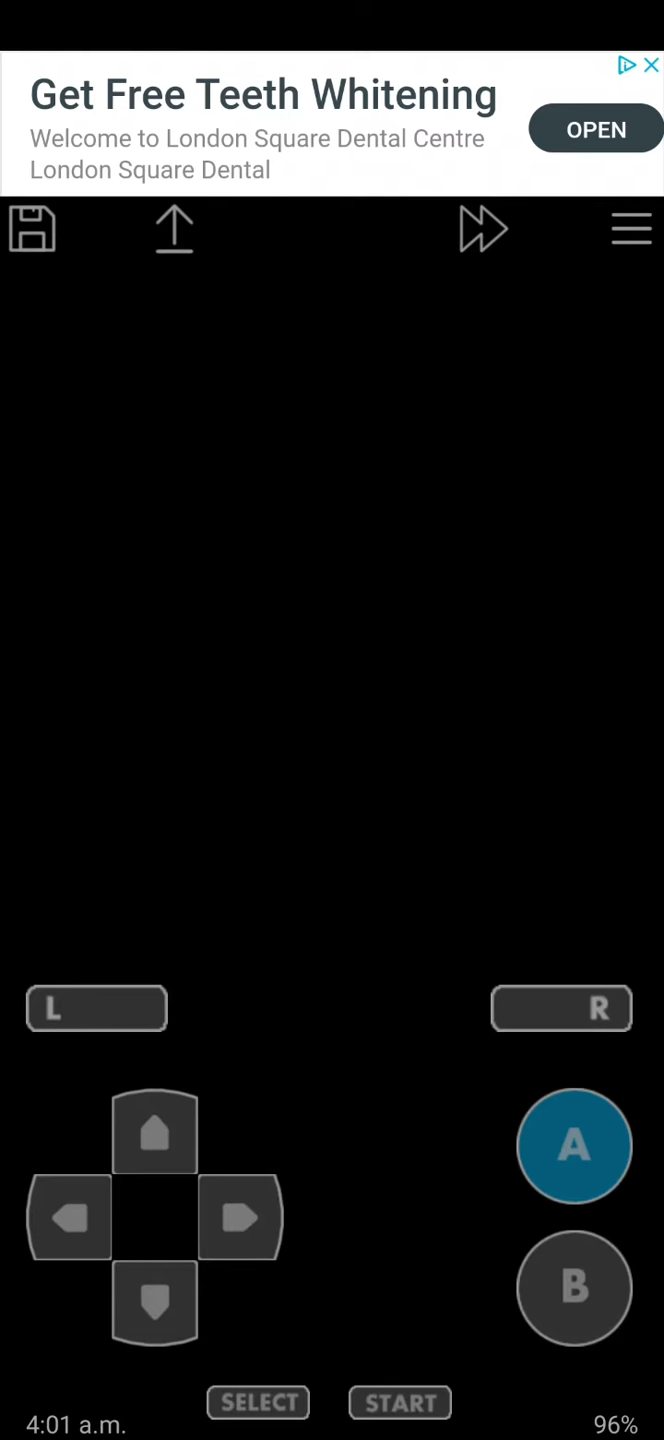 Get Free Teeth Whitening
Welcome to London Square Dental Centre
London Square Dental
OPEN
L
R
A
B
SELECT
START
4:01 a.m.
96%